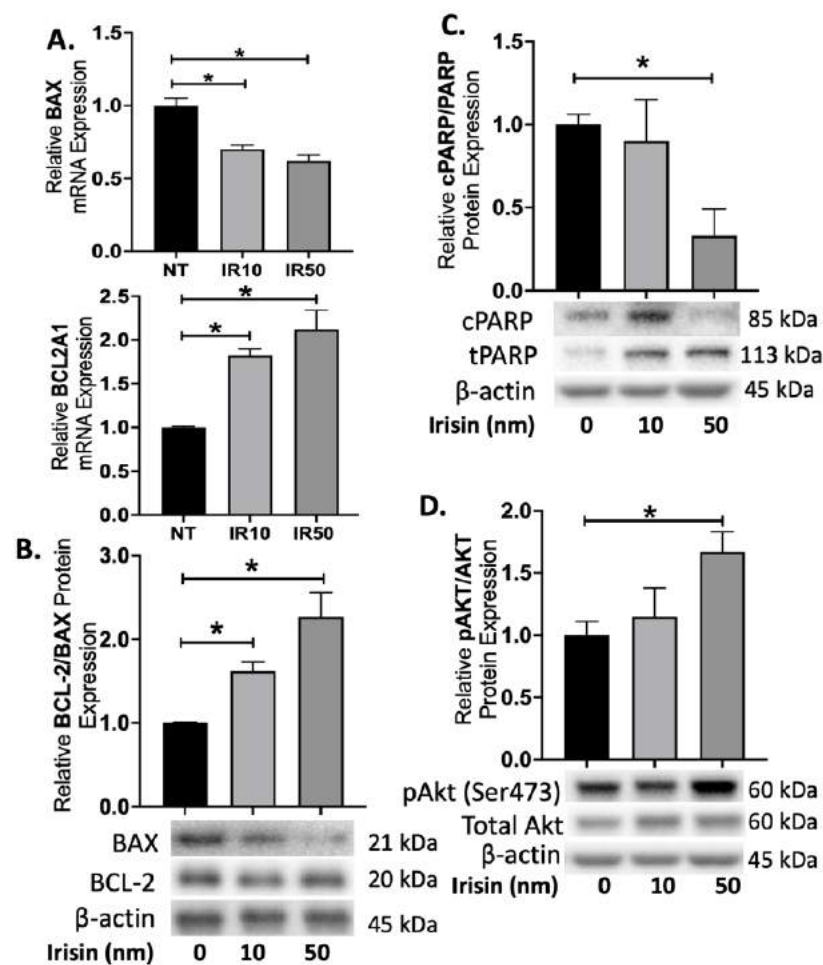 A.
Relative BAX
mRNA Expression
1.5
1.0
0.5
0.0
*
*
NT IR10 IR50
Relative BCL2A1
mRNA Expression
2.5
2.0
1.5
1.0
0.5
0.0
*
*
NT IR10 IR50
B.
Relative BCL-2/BAX Protein
Expression
3.0
2.0
1.0
0.0
*
*
BAX 21 kDa
BCL-2 20 kDa
β-actin 45 kDa
Irisin (nm) 0 10 50
C.
Relative cPARP/PARP
Protein Expression
1.5
1.0
0.5
0.0
*
cPARP 85 kDa
tPARP 113 kDa
β-actin 45 kDa
Irisin (nm) 0 10 50
D.
Relative pAKT/AKT
Protein Expression
2.0
1.5
1.0
0.5
0.0
*
pAkt (Ser473) 60 kDa
Total Akt 60 kDa
β-actin 45 kDa
Irisin (nm) 0 10 50